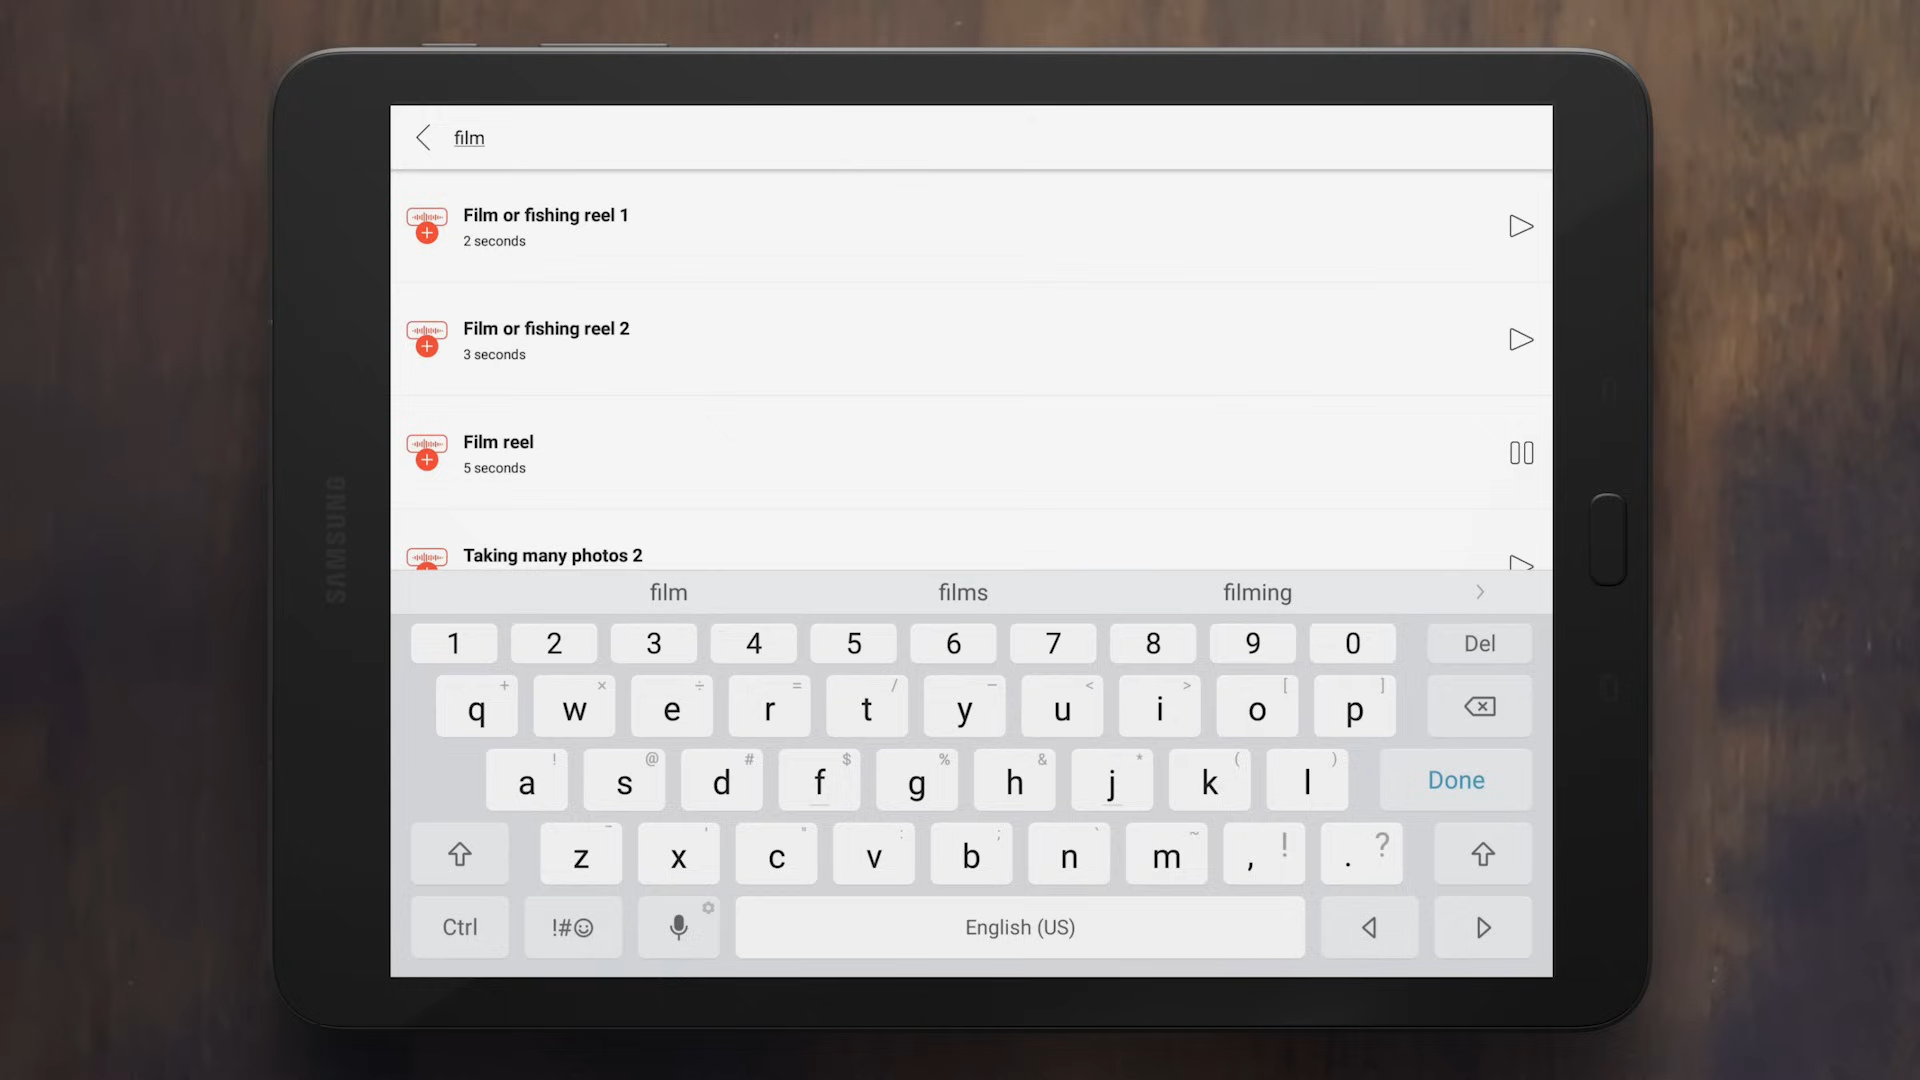 film
Film or fishing reel 1
2 seconds
Film or fishing reel 2
3 seconds
Film reel
5 seconds
Taking many photos 2
film films filming
1 2 3 4 5 6 7 8 9 0 Del
q + w × e ÷ r = t / y − u < i > o [ p ]
a ! s @ d # f $ g % h & j * k ( l ) Done
z - x ' c " v : b ; n ` m ~ , ! . ?
Ctrl !#☺ English (US)
SAMSUNG